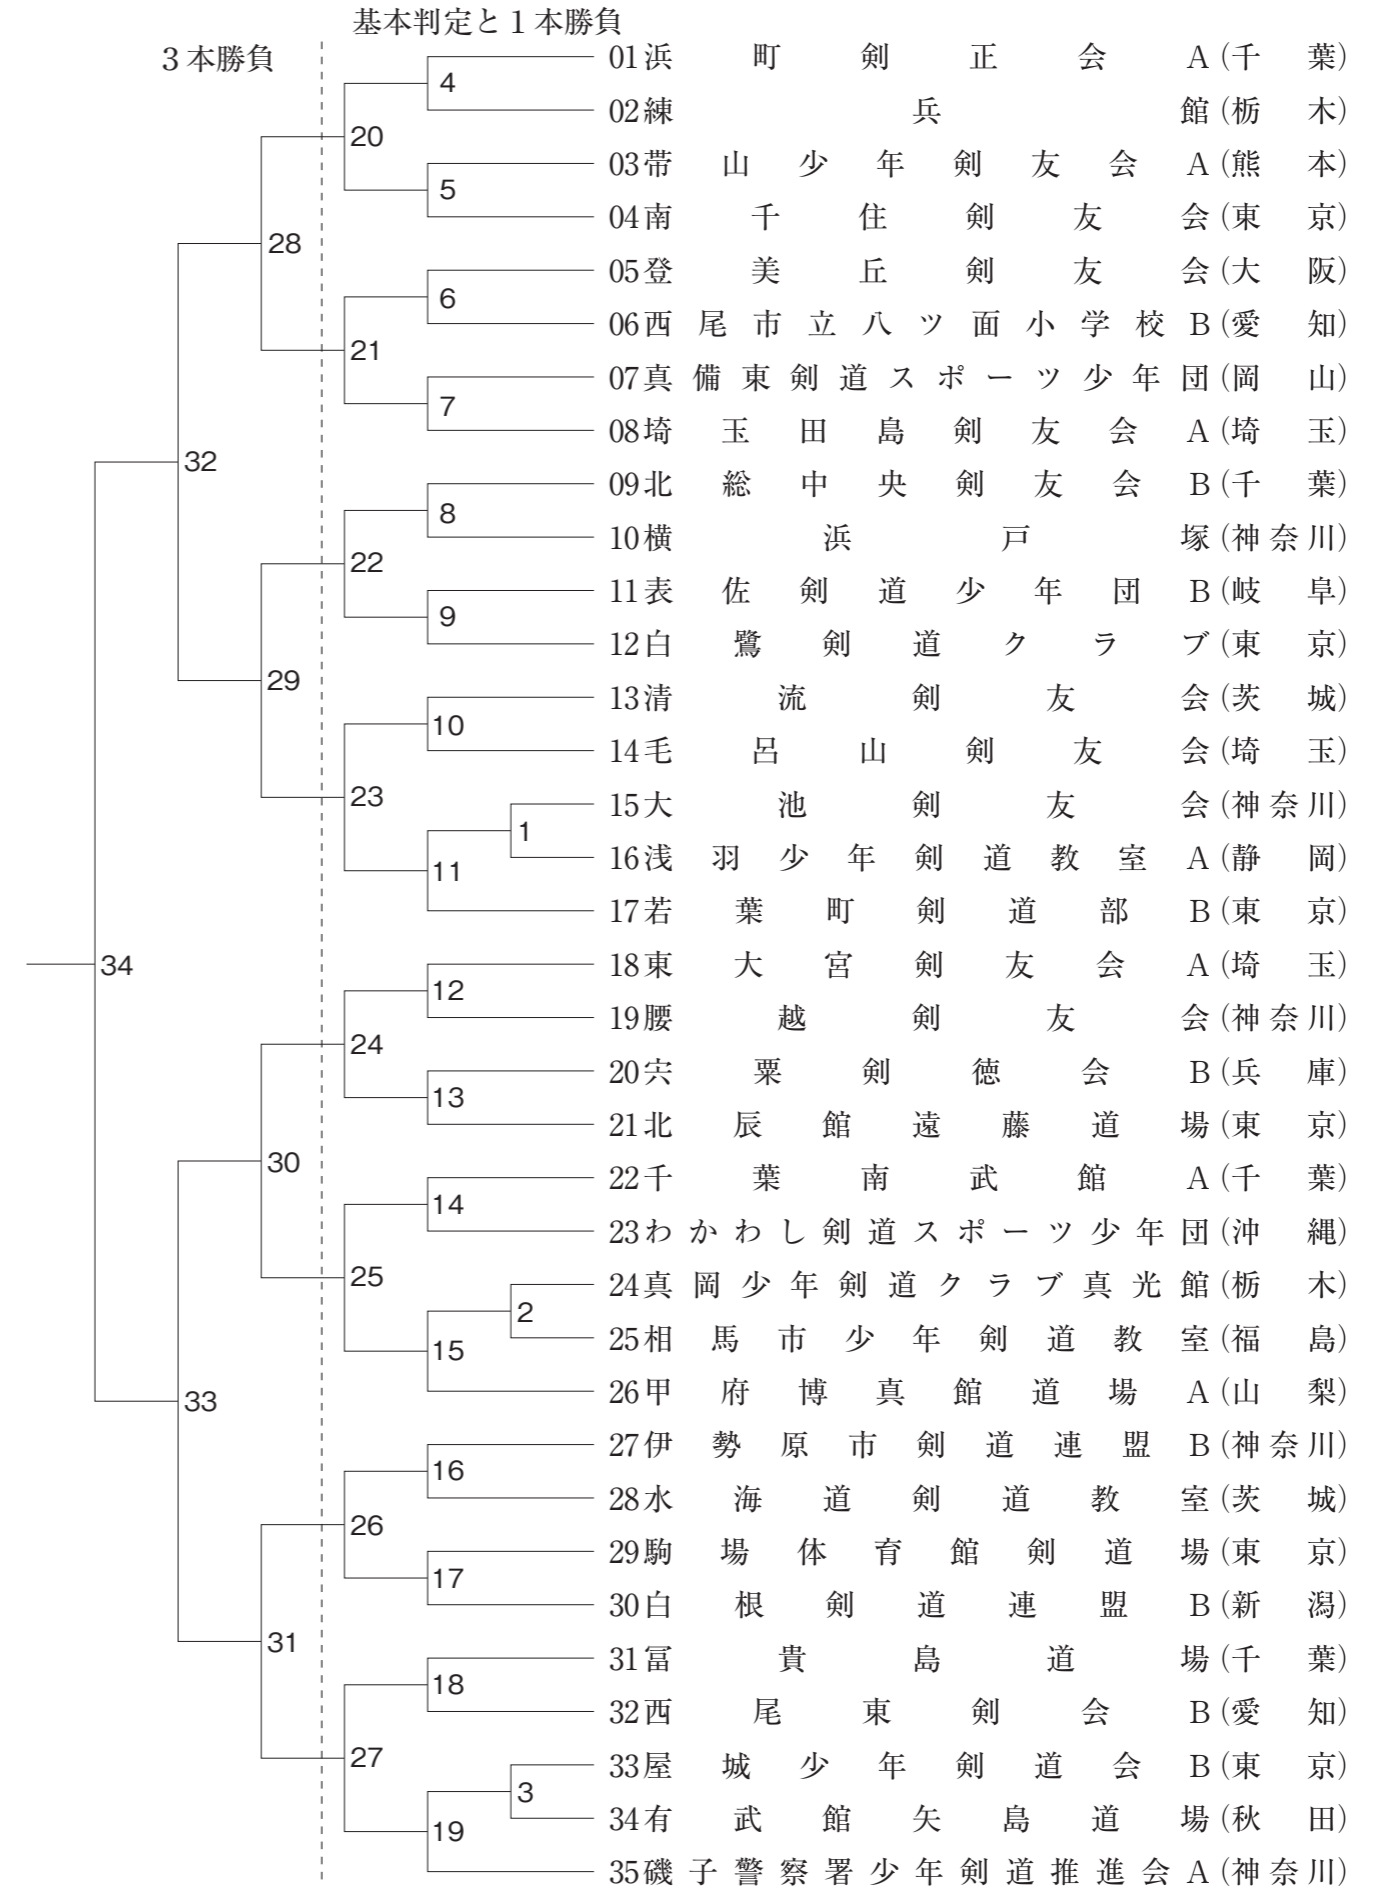 基本判定と１本勝負
３本勝負
01浜町剣正会A(千葉)
4
02練兵館(栃木)
20
03帯山少年剣友会A(熊本)
5
04南千住剣友会(東京)
28
05登美丘剣友会(大阪)
6
06西尾市立八ツ面小学校B(愛知)
21
07真備東剣道スポーツ少年団(岡山)
7
08埼玉田島剣友会A(埼玉)
32
09北総中央剣友会B(千葉)
8
10横浜戸塚(神奈川)
22
11表佐剣道少年団B(岐阜)
9
12白鷺剣道クラブ(東京)
29
13清流剣友会(茨城)
10
14毛呂山剣友会(埼玉)
23
15大池剣友会(神奈川)
1
16浅羽少年剣道教室A(静岡)
11
17若葉町剣道部B(東京)
34
18東大宮剣友会A(埼玉)
12
19腰越剣友会(神奈川)
24
20宍粟剣徳会B(兵庫)
13
21北辰館遠藤道場(東京)
30
22千葉南武館A(千葉)
14
23わかわし剣道スポーツ少年団(沖縄)
25
24真岡少年剣道クラブ真光館(栃木)
2
25相馬市少年剣道教室(福島)
15
26甲府博真館道場A(山梨)
33
27伊勢原市剣道連盟B(神奈川)
16
28水海道剣道教室(茨城)
26
29駒場体育館剣道場(東京)
17
30白根剣道連盟B(新潟)
31
31冨貴島道場(千葉)
18
32西尾東剣会B(愛知)
27
33屋城少年剣道会B(東京)
3
34有武館矢島道場(秋田)
19
35磯子警察署少年剣道推進会A(神奈川)